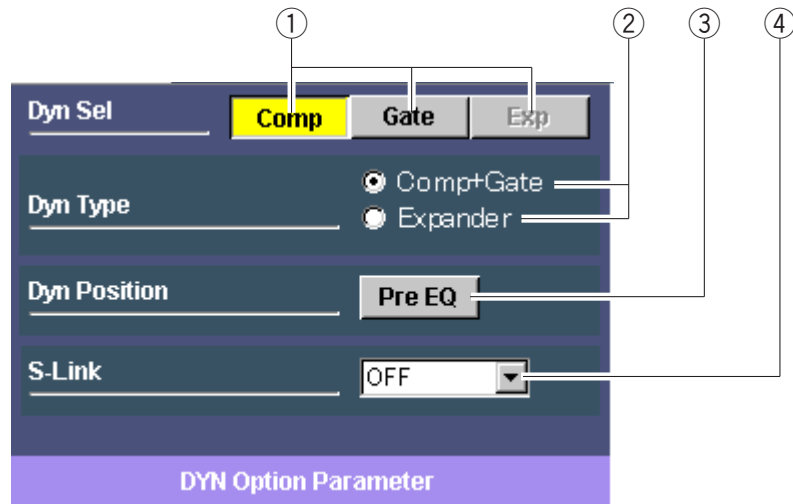 ① ② ③ ④
Dyn Sel Comp Gate Exp
Dyn Type Comp+Gate
Expander
Dyn Position Pre EQ
S-Link OFF
DYN Option Parameter